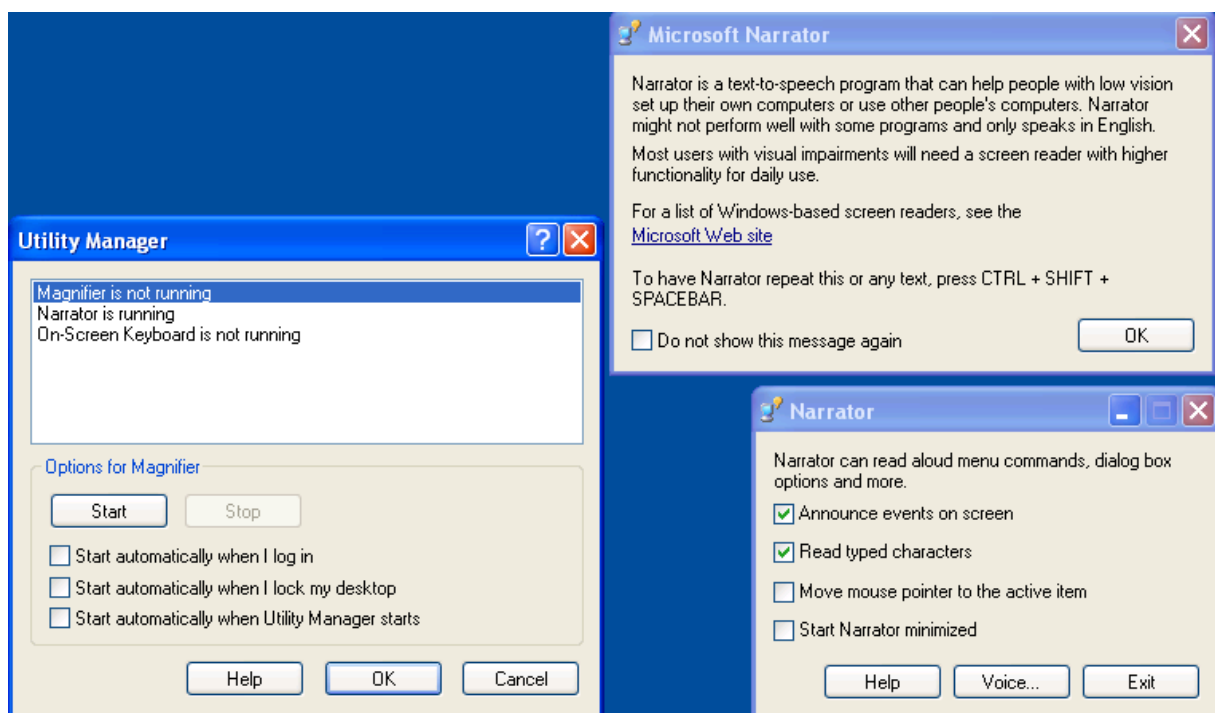 Microsoft Narrator
Narrator is a text-to-speech program that can help people with low vision
set up their own computers or use other people's computers. Narrator
might not perform well with some programs and only speaks in English.
Most users with visual impairments will need a screen reader with higher
functionality for daily use.
For a list of Windows-based screen readers, see the
Microsoft Web site
To have Narrator repeat this or any text, press CTRL + SHIFT +
SPACEBAR.
Do not show this message again
OK
Utility Manager
Magnifier is not running
Narrator is running
On-Screen Keyboard is not running
Options for Magnifier
Start
Stop
Start automatically when I log in
Start automatically when I lock my desktop
Start automatically when Utility Manager starts
Help
OK
Cancel
Narrator
Narrator can read aloud menu commands, dialog box
options and more.
Announce events on screen
Read typed characters
Move mouse pointer to the active item
Start Narrator minimized
Help
Voice...
Exit